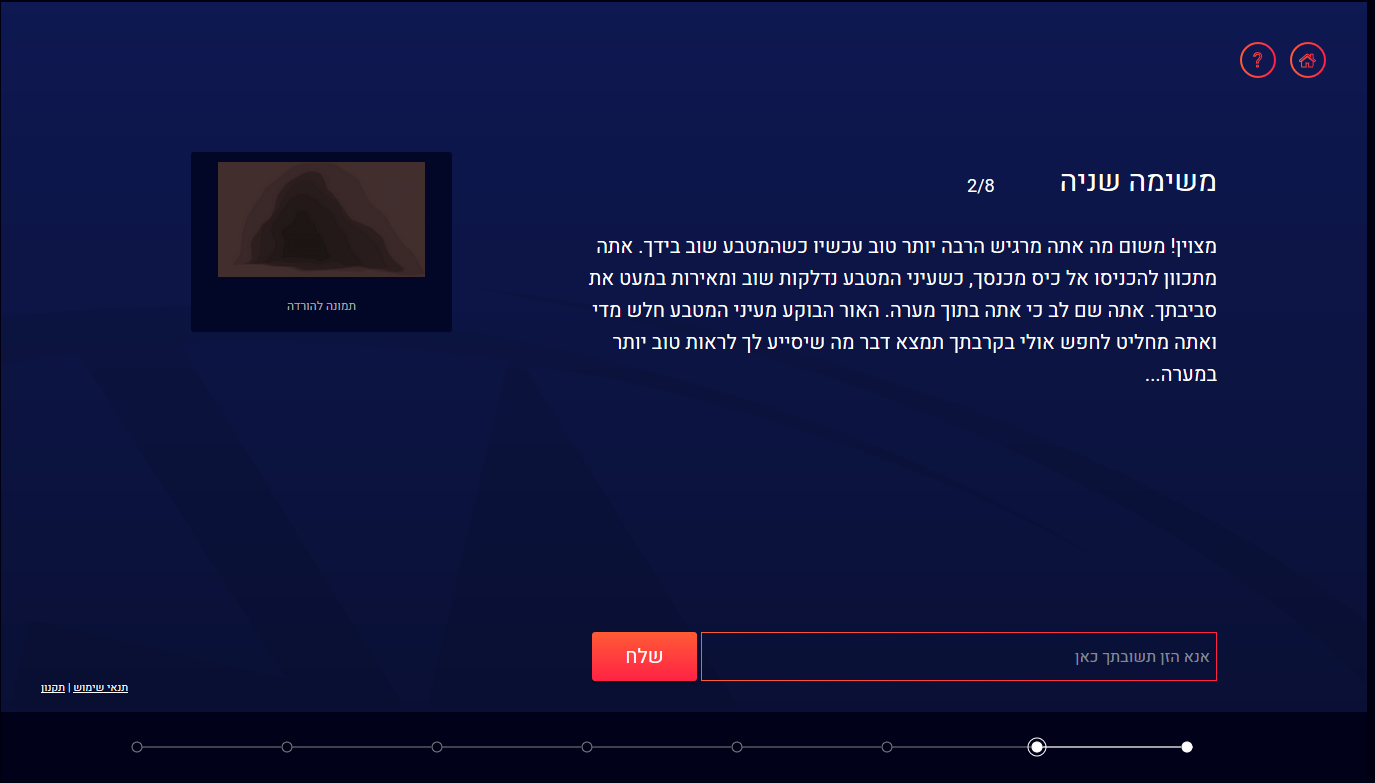 ?
משימה שניה
2/8
מצוין! משום מה אתה מרגיש הרבה יותר טוב עכשיו כשהמטבע שוב בידך. אתה
מתכוון להכניסו אל כיס מכנסך, כשעיני המטבע נדלקות שוב ומאירות במעט את
סביבתך. אתה שם לב כי אתה בתוך מערה. האור הבוקע מעיני המטבע חלש מדי
ואתה מחליט לחפש אולי בקרבתך תמצא דבר מה שיסייע לך לראות טוב יותר
במערה...
תמונה להורדה
אנא הזן תשובתך כאן
שלח
תנאי שימוש | תקנון